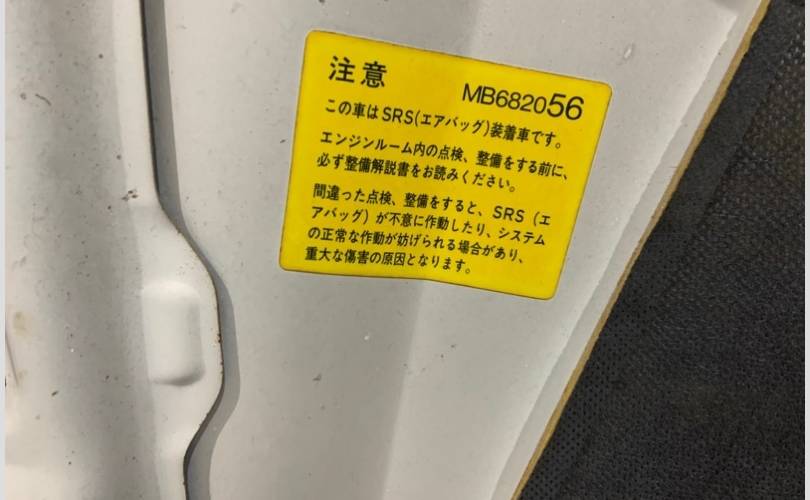 注意
MB682056
この車はSRS(エアバッグ)装着車です。
エンジンルーム内の点検、整備をする前に、
必ず整備解説書をお読みください。
間違った点検、整備をすると、SRS（エ
アバッグ）が不意に作動したり、システム
の正常な作動が妨げられる場合があり、
重大な傷害の原因となります。